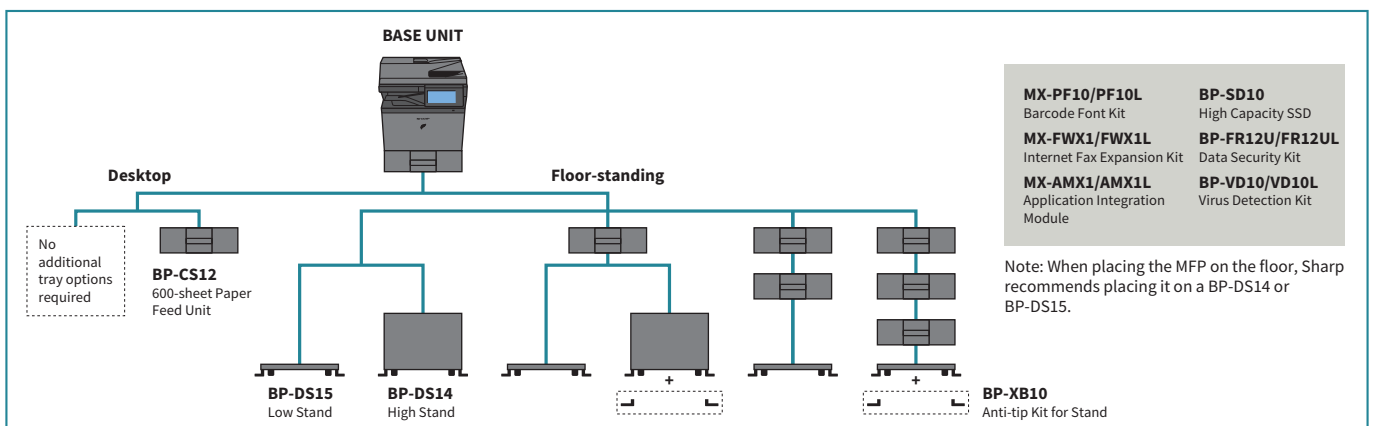 BASE UNIT
Desktop
Floor-standing
No
additional
tray options
required
BP-CS12
600-sheet Paper
Feed Unit
BP-DS15
Low Stand
BP-DS14
High Stand
+
+
BP-XB10
Anti-tip Kit for Stand
MX-PF10/PF10L
Barcode Font Kit
MX-FWX1/FWX1L
Internet Fax Expansion Kit
MX-AMX1/AMX1L
Application Integration
Module
BP-SD10
High Capacity SSD
BP-FR12U/FR12UL
Data Security Kit
BP-VD10/VD10L
Virus Detection Kit
Note: When placing the MFP on the floor, Sharp
recommends placing it on a BP-DS14 or
BP-DS15.